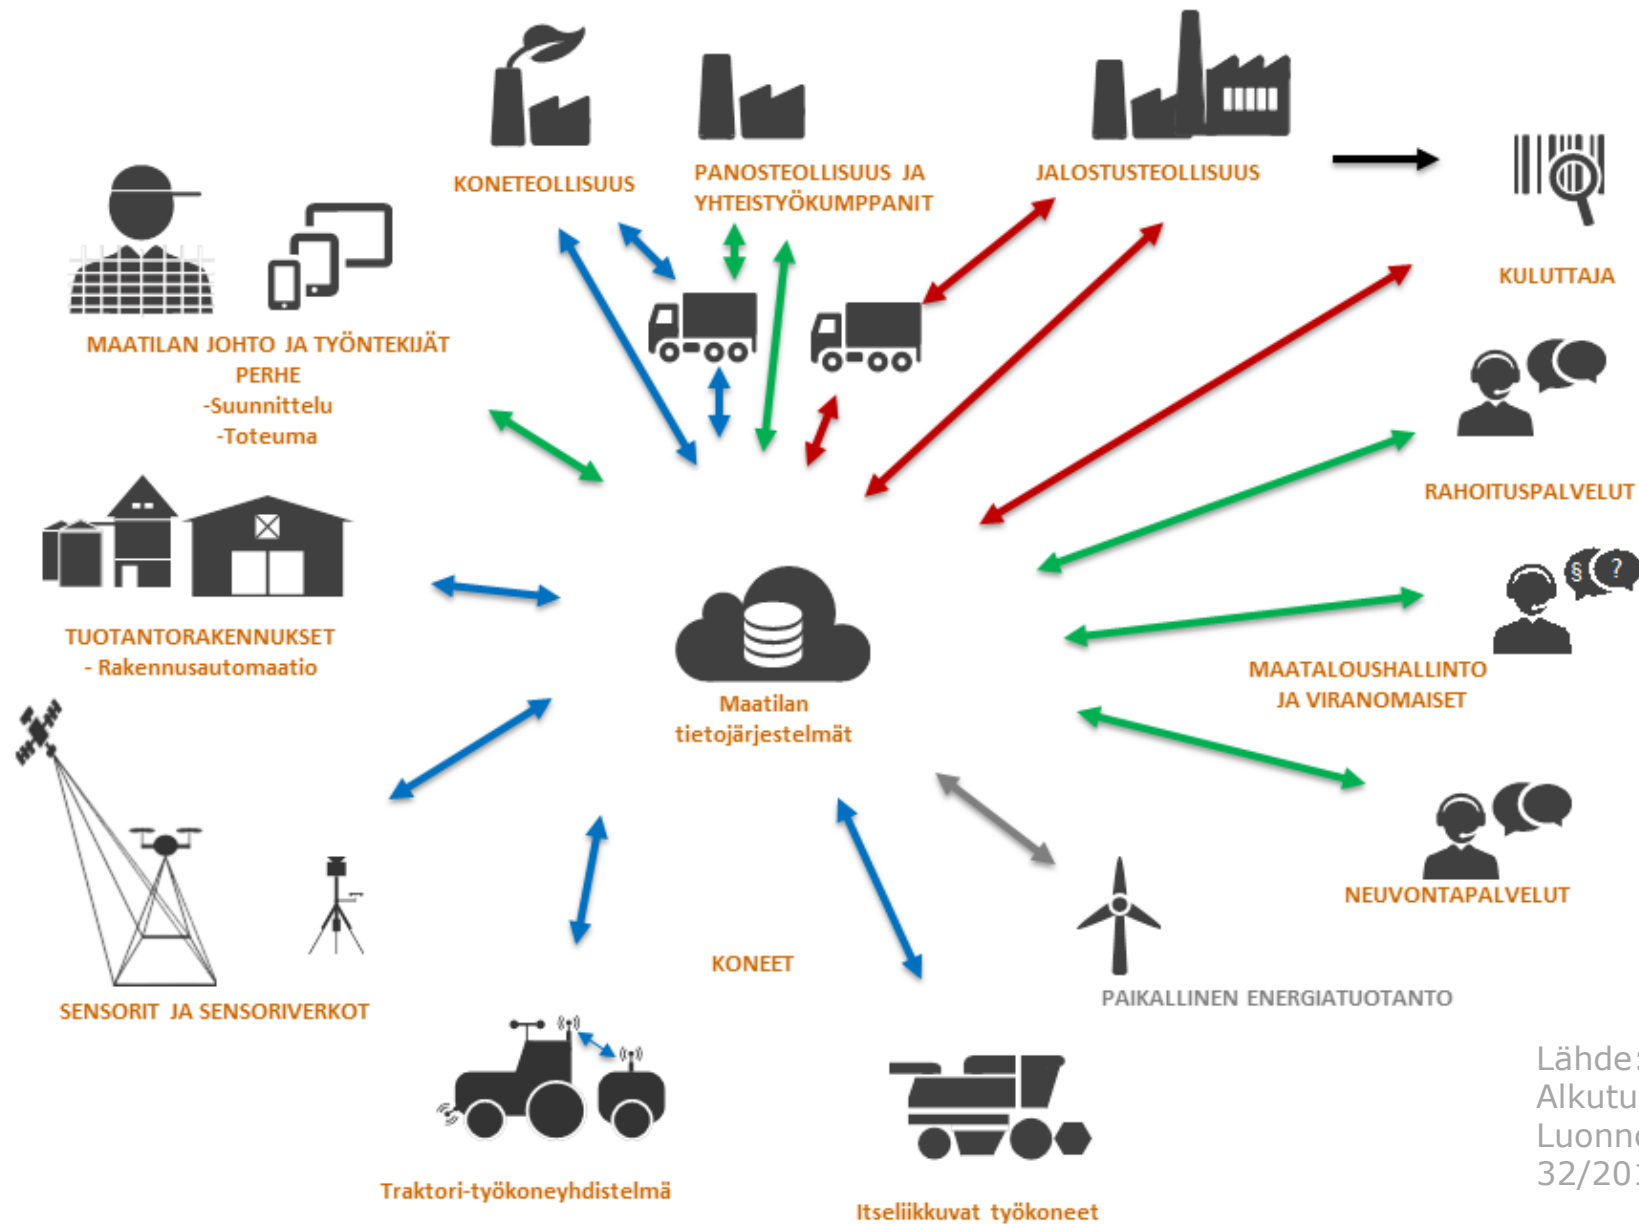 KONETEOLLISUUS
PANOSTEOLLISUUS JA
YHTEISTYÖKUMPPANIT
JALOSTUSTEOLLISUUS
KULUTTAJA
MAATILAN JOHTO JA TYÖNTEKIJÄT
PERHE
-Suunnittelu
-Toteuma
RAHOITUSPALVELUT
§ ?
TUOTANTORAKENNUKSET
- Rakennusautomaatio
MAATALOUSHALLINTO
JA VIRANOMAISET
Maatilan
tietojärjestelmät
NEUVONTAPALVELUT
KONEET
PAIKALLINEN ENERGIATUOTANTO
SENSORIT JA SENSORIVERKOT
Lähde:
Traktori-työkoneyhdistelmä
Itseliikkuvat työkoneet